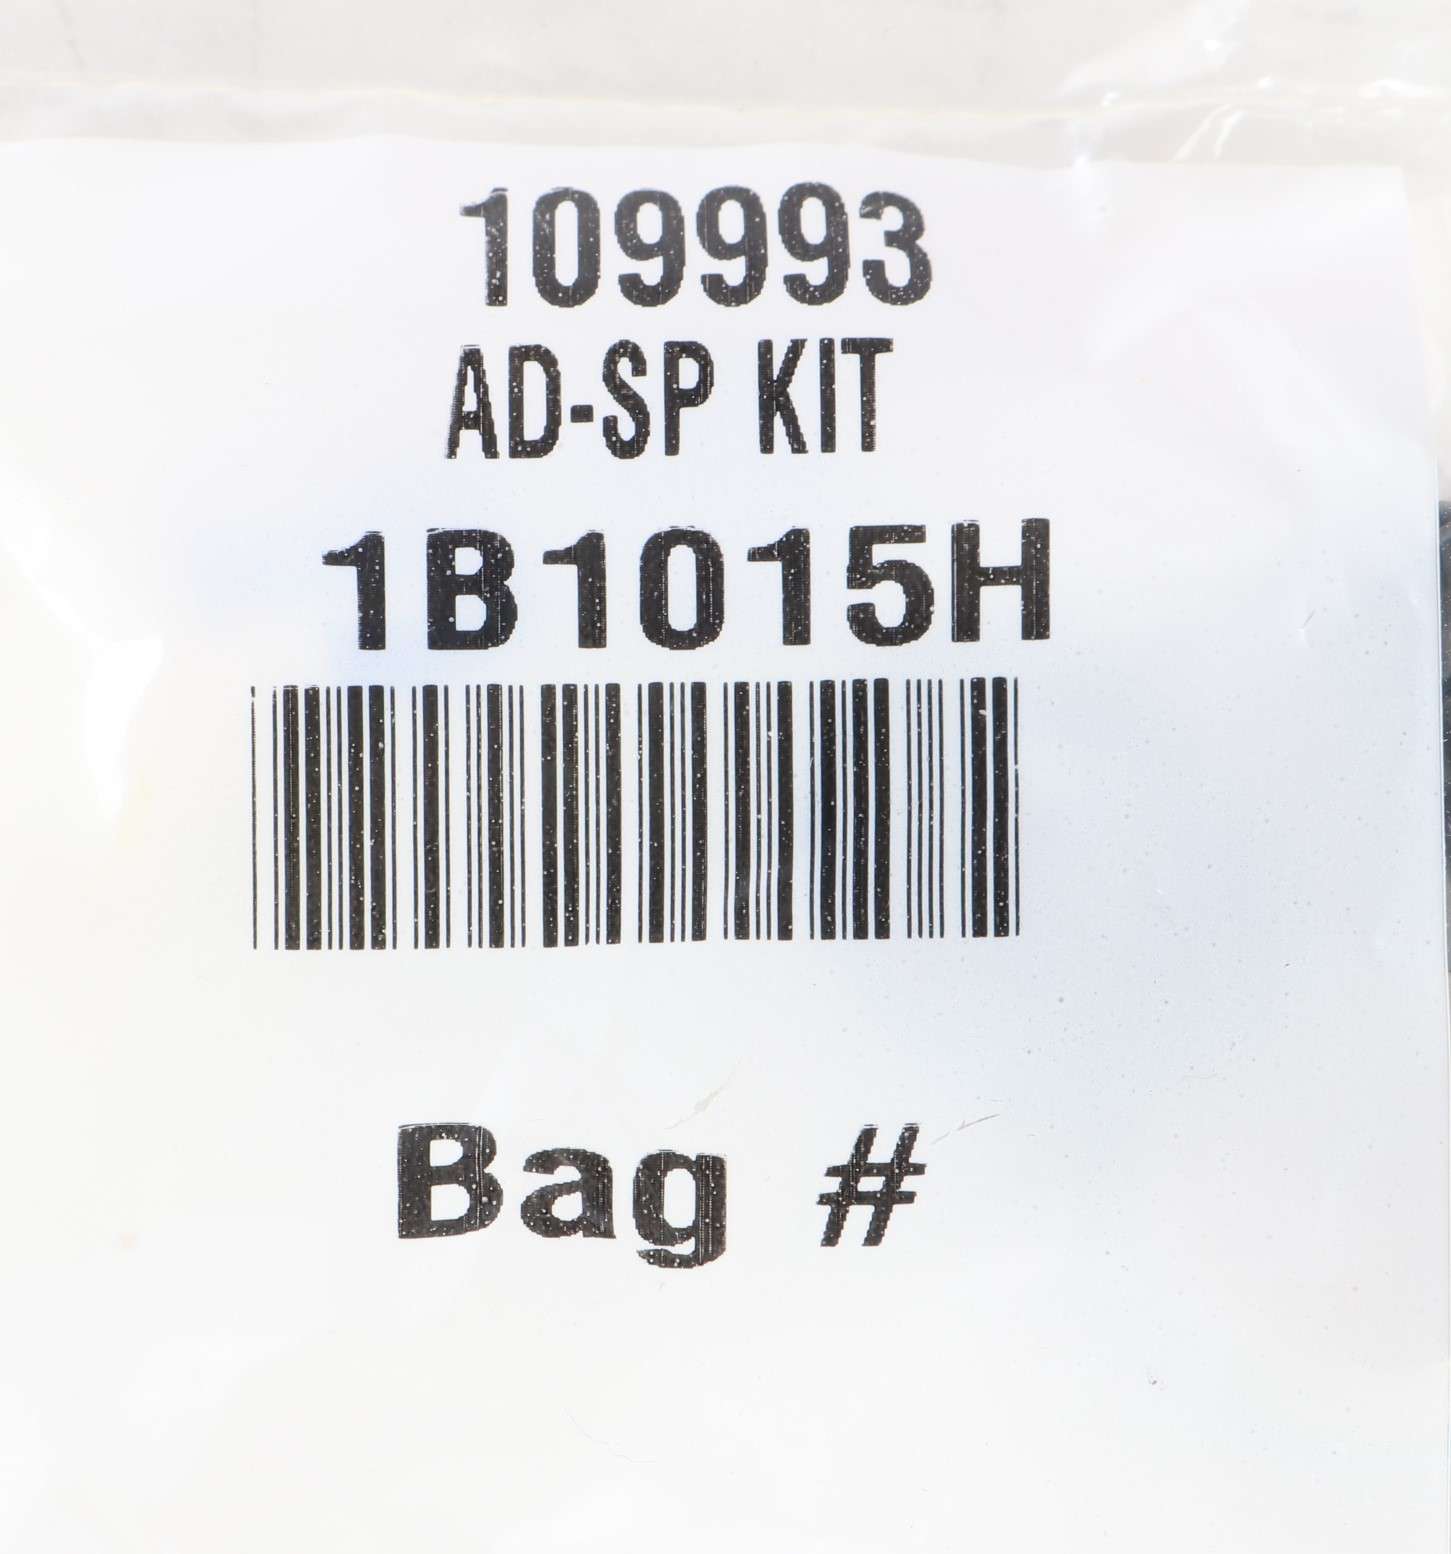 109993
AD-SP KIT
1B1015H
Bag #